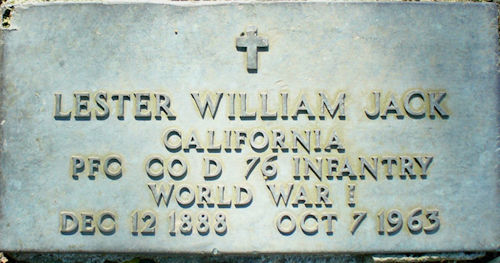 LESTER WILLIAM JACK
CALIFORNIA
PFC CO D 76 INFANTRY
WORLD WAR I
DEC 12 1888 OCT 7 1963